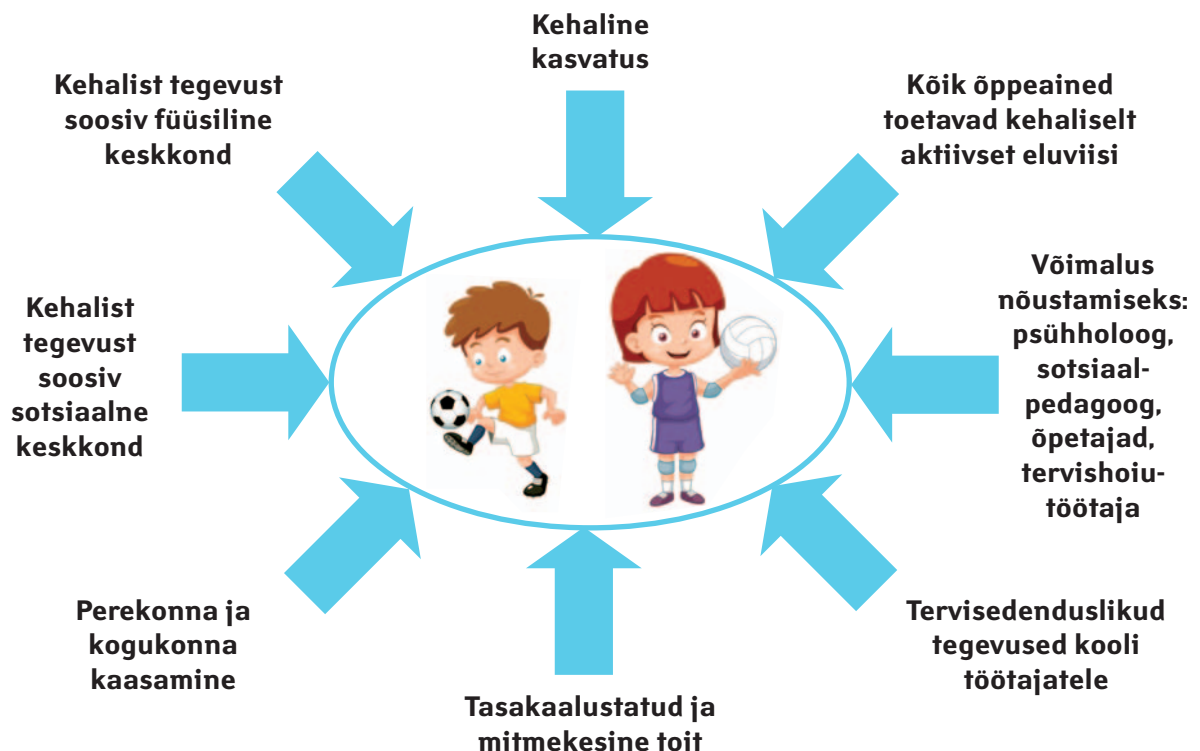 Kehaline
kasvatus
Kehalist tegevust
soosiv füüsiline
keskkond
Kõik õppeained
toetavad kehaliselt
aktiivset eluviisi
Kehalist
tegevust
soosiv
sotsiaalne
keskkond
Võimalus
nõustamiseks:
psühholoog,
sotsiaal-
pedagoog,
õpetajad,
tervishoiu-
töötaja
Perekonna ja
kogukonna
kaasamine
Tasakaalustatud ja
mitmekesine toit
Tervisedenduslikud
tegevused kooli
töötajatele